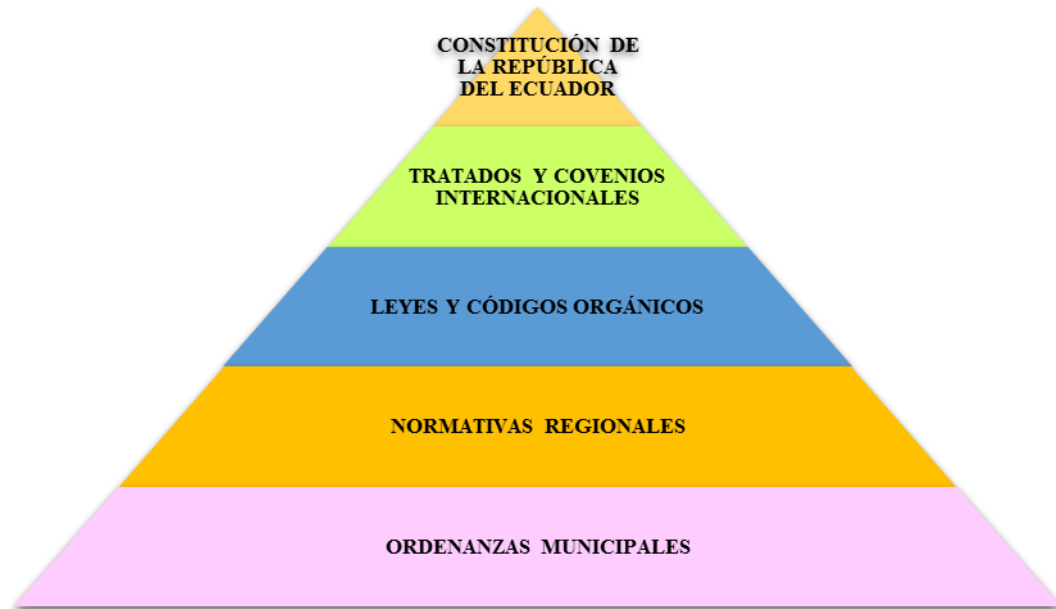 CONSTITUCIÓN DE
LA REPÚBLICA
DEL ECUADOR
TRATADOS Y COVENIOS
INTERNACIONALES
LEYES Y CÓDIGOS ORGÁNICOS
NORMATIVAS REGIONALES
ORDENANZAS MUNICIPALES